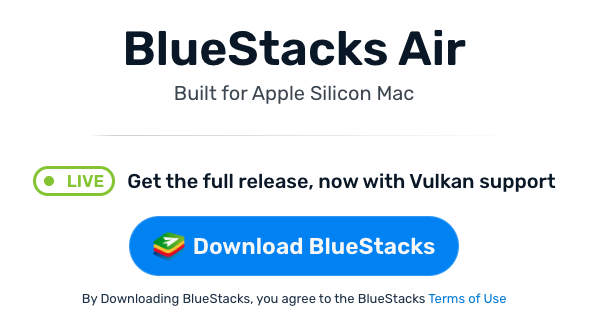 BlueStacks Air
Built for Apple Silicon Mac
LIVE Get the full release, now with Vulkan support
Download BlueStacks
By Downloading BlueStacks, you agree to the BlueStacks Terms of Use